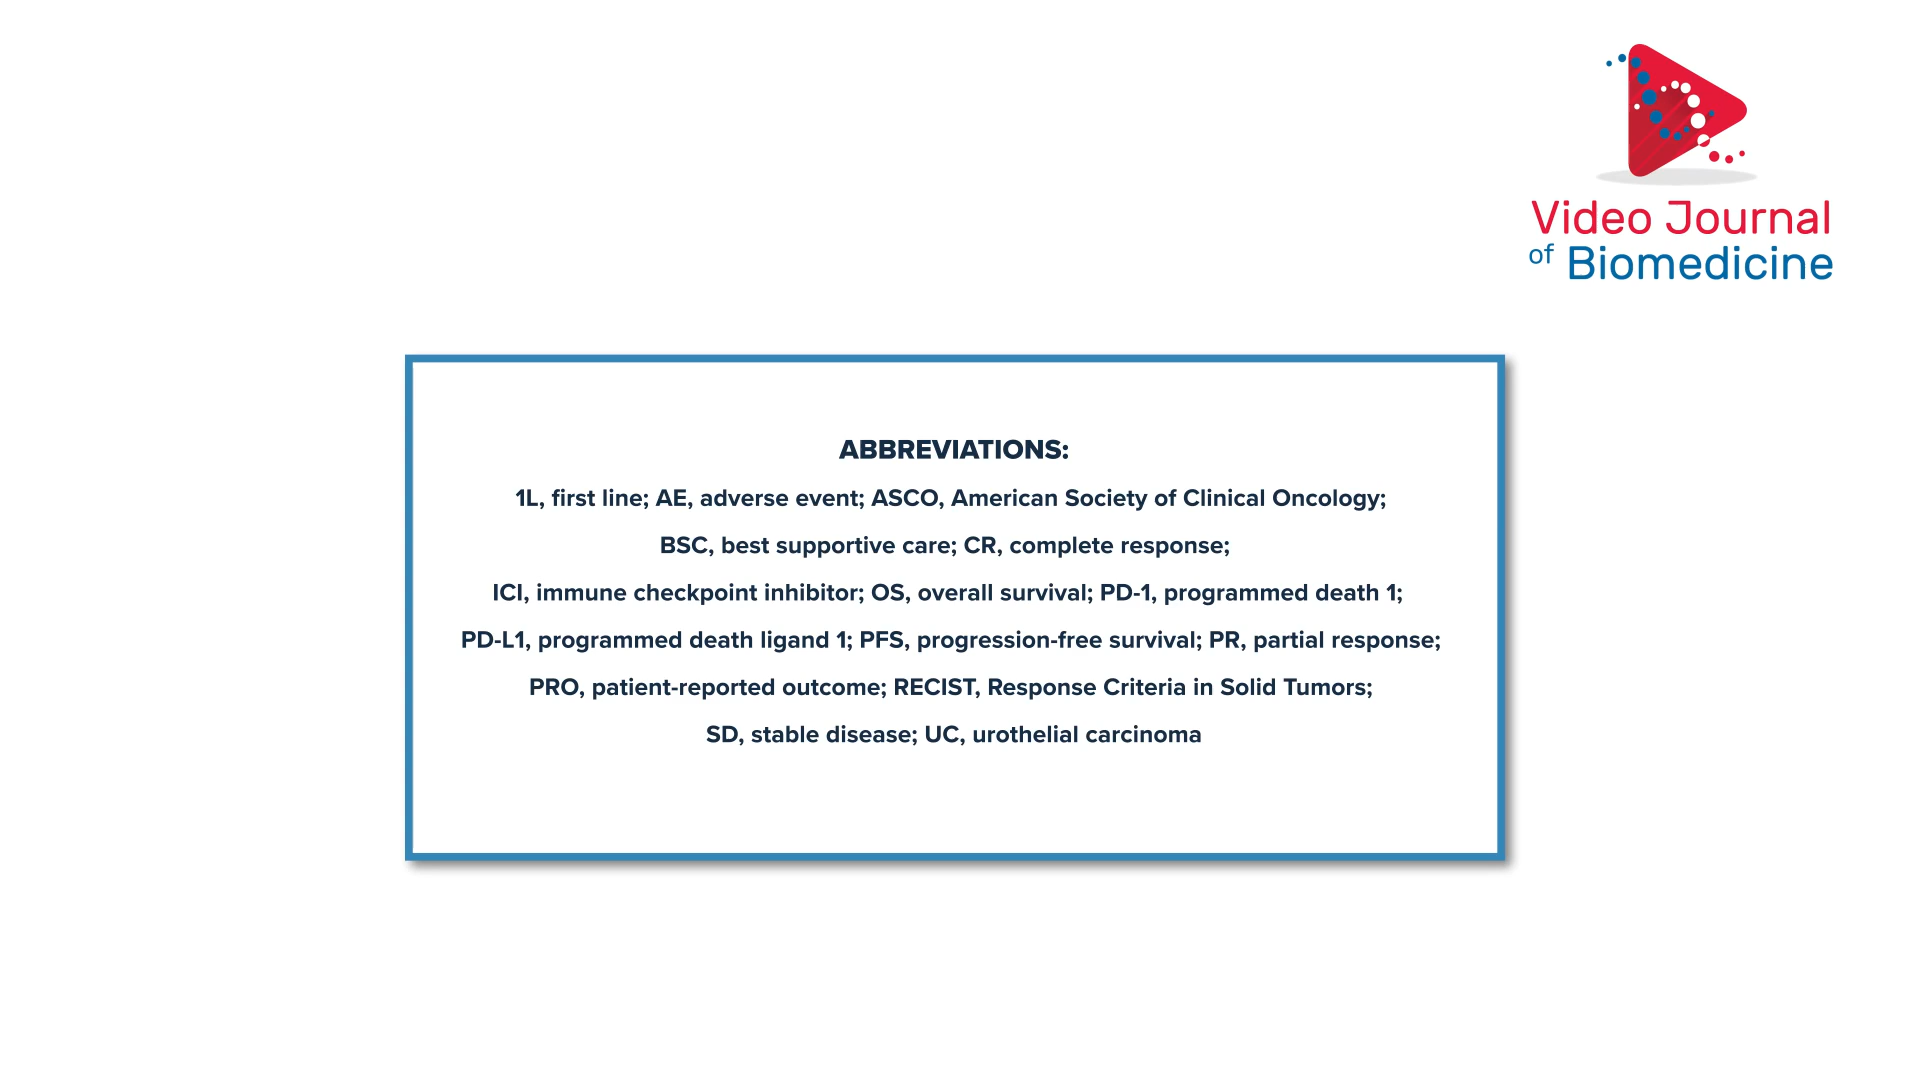 Video Journal
of Biomedicine
ABBREVIATIONS:
1L, first line; AE, adverse event; ASCO, American Society of Clinical Oncology;
BSC, best supportive care; CR, complete response;
ICI, immune checkpoint inhibitor; OS, overall survival; PD-1, programmed death 1;
PD-L1, programmed death ligand 1; PFS, progression-free survival; PR, partial response;
PRO, patient-reported outcome; RECIST, Response Criteria in Solid Tumors;
SD, stable disease; UC, urothelial carcinoma